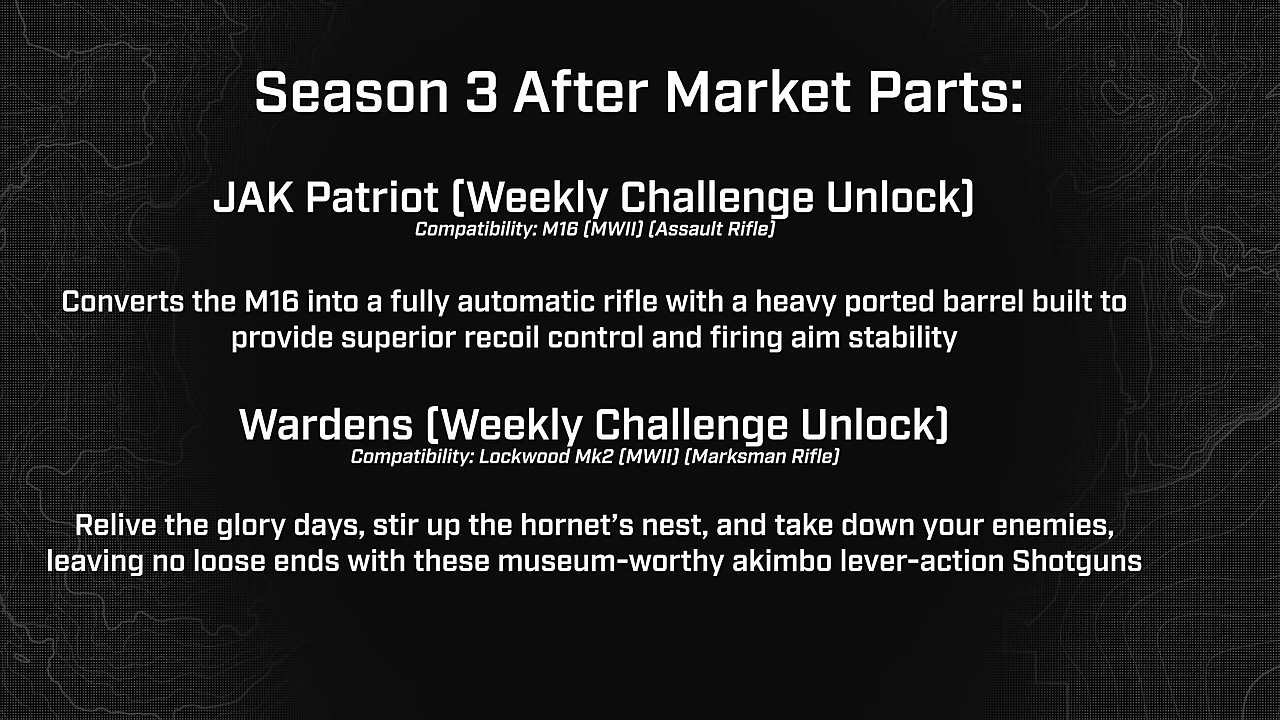 Season 3 After Market Parts:
JAK Patriot [Weekly Challenge Unlock]
Compatibility: M16 [MWII] [Assault Rifle]
Converts the M16 into a fully automatic rifle with a heavy ported barrel built to
provide superior recoil control and firing aim stability
Wardens [Weekly Challenge Unlock]
Compatibility: Lockwood Mk2 [MWII] [Marksman Rifle]
Relive the glory days, stir up the hornet’s nest, and take down your enemies,
leaving no loose ends with these museum-worthy akimbo lever-action Shotguns